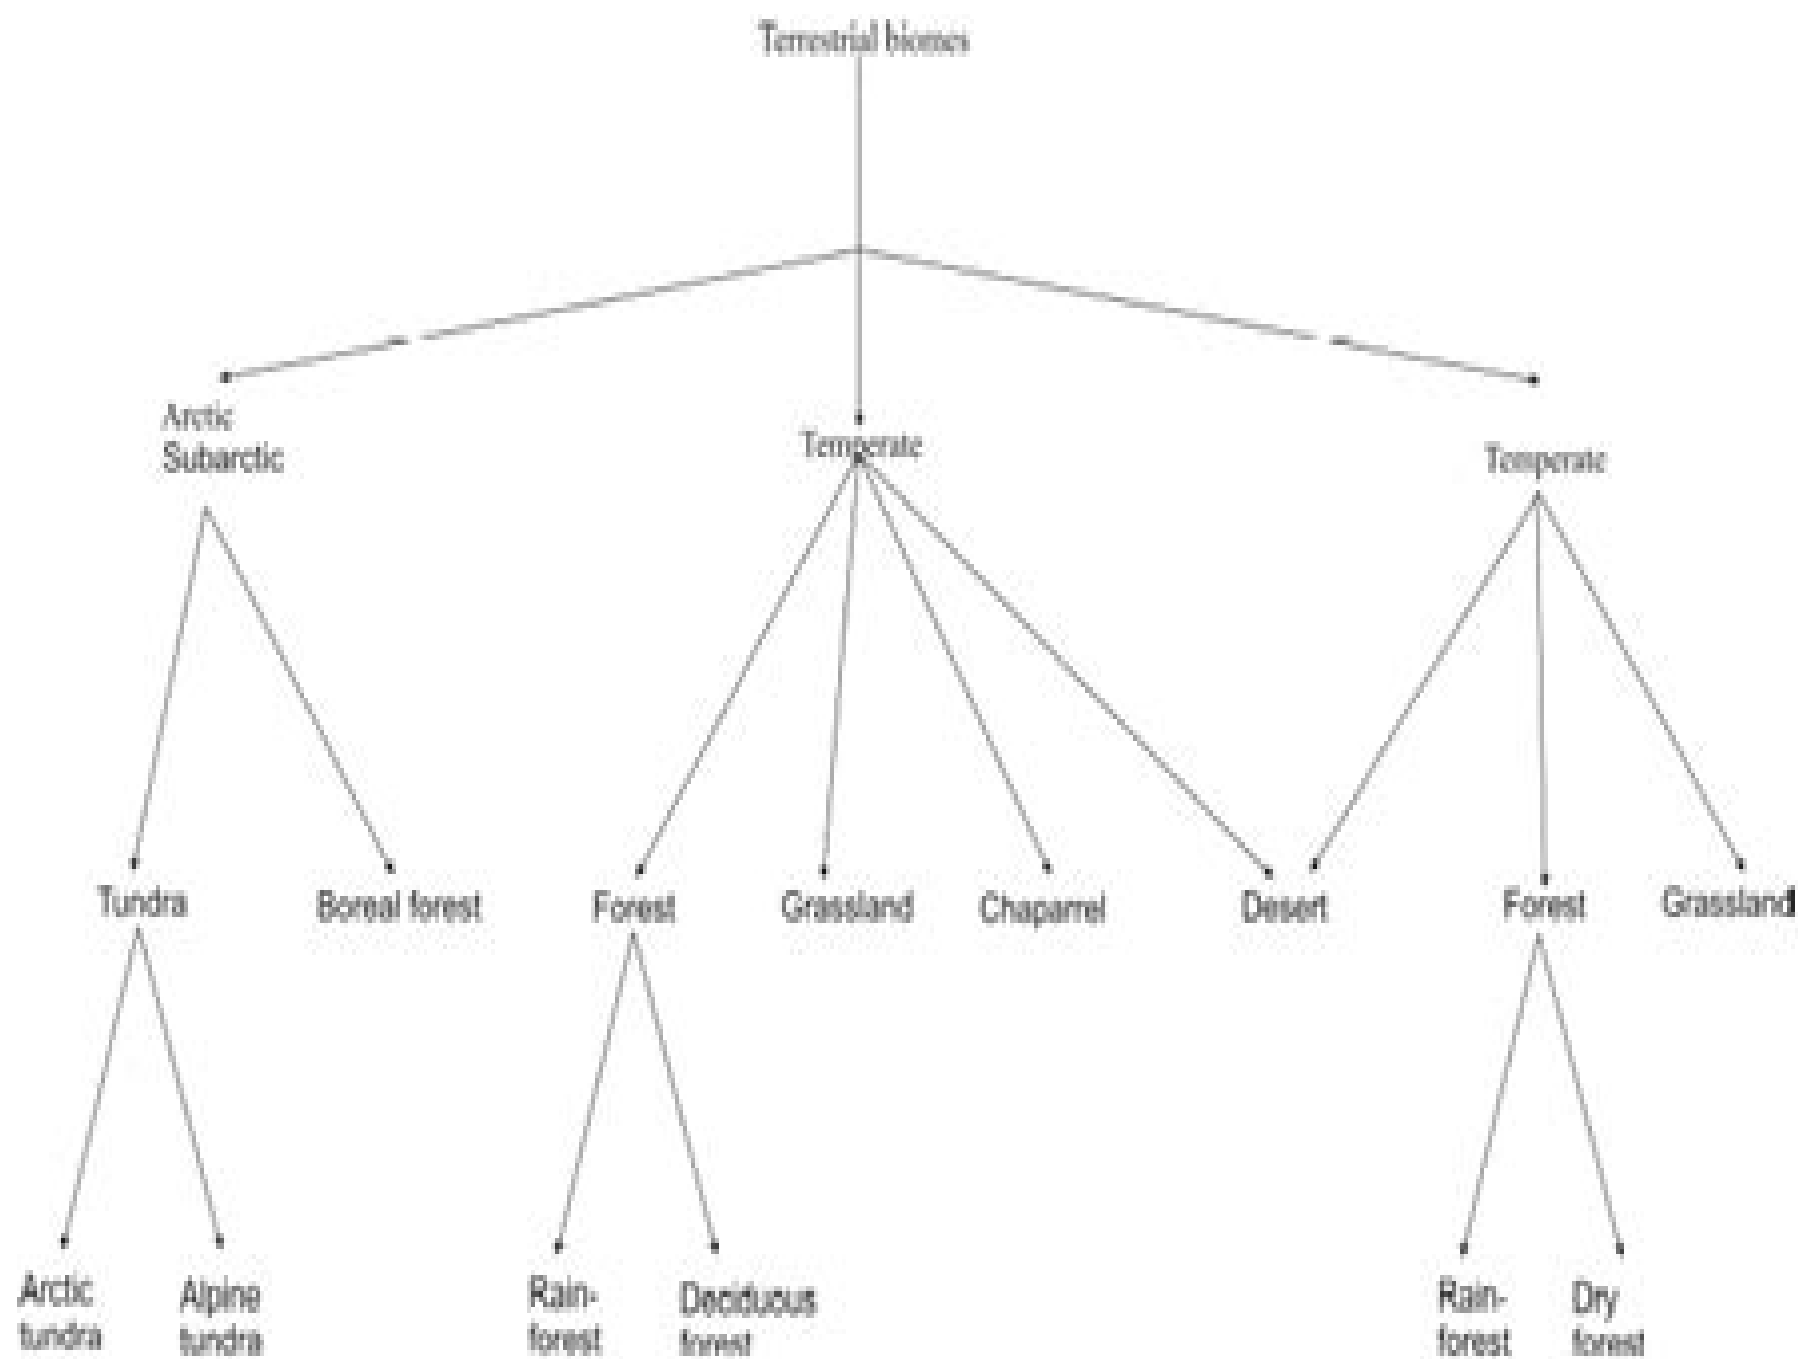 Terrestrial biomes
Arctic
Subarctic
Temperate
Temperate
Tundra
Boreal forest
Forest
Grassland
Chaparrel
Desert
Forest
Grassland
Arctic
tundra
Alpine
tundra
Rain-
forest
Deciduous
forest
Rain-
forest
Dry
forest